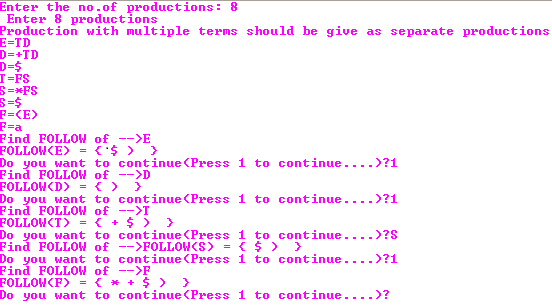 Enter the no.of productions: 8
Enter 8 productions
Production with multiple terms should be give as separate productions
E=TD
D=+TD
D=$
T=FS
S=*FS
S=$
F=(E)
F=a
Find FOLLOW of -->E
FOLLOW(E) = { $ ) }
Do you want to continue(Press 1 to continue....)?1
Find FOLLOW of -->D
FOLLOW(D) = { ) }
Do you want to continue(Press 1 to continue....)?1
Find FOLLOW of -->T
FOLLOW(T) = { + $ ) }
Do you want to continue(Press 1 to continue....)?S
Find FOLLOW of -->FOLLOW(S) = { $ ) }
Do you want to continue(Press 1 to continue....)?1
Find FOLLOW of -->F
FOLLOW(F) = { * + $ ) }
Do you want to continue(Press 1 to continue....)?